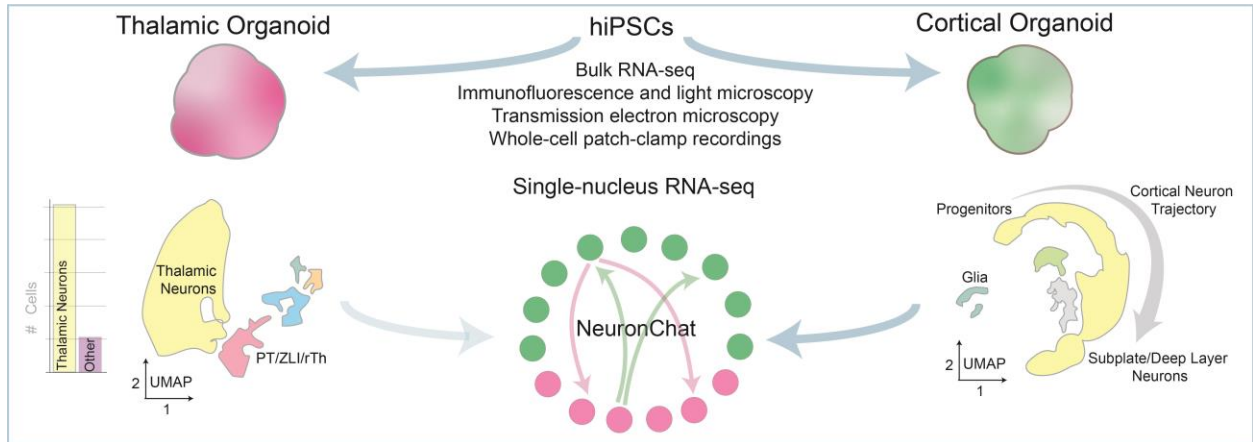 Thalamic Organoid
hiPSCs
Cortical Organoid
Bulk RNA-seq
Immunofluorescence and light microscopy
Transmission electron microscopy
Whole-cell patch-clamp recordings
Single-nucleus RNA-seq
# Cells
Thalamic Neurons
Other
Thalamic
Neurons
PT/ZLI/rTh
2
UMAP
1
NeuronChat
Progenitors
Cortical Neuron
Trajectory
Glia
2
UMAP
1
Subplate/Deep Layer
Neurons